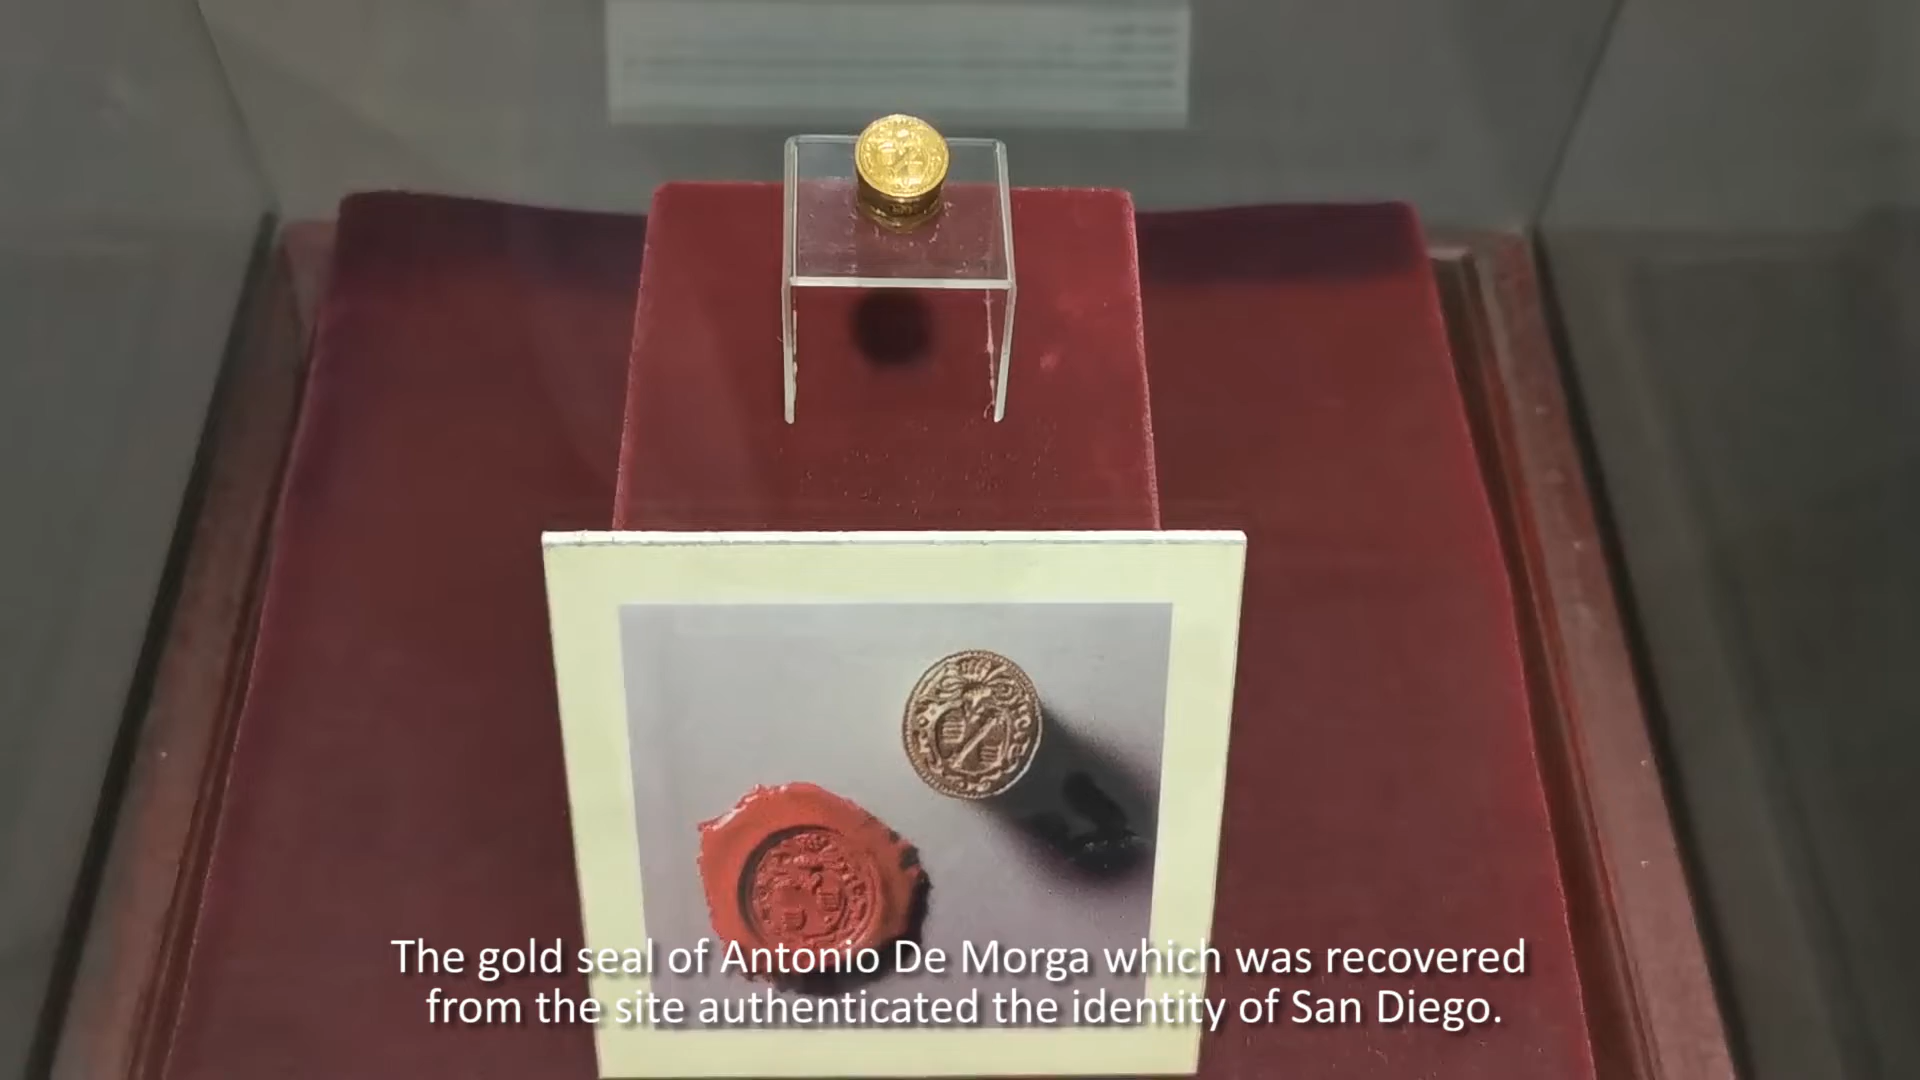 The gold seal of Antonio De Morga which was recovered
from the site authenticated the identity of San Diego.